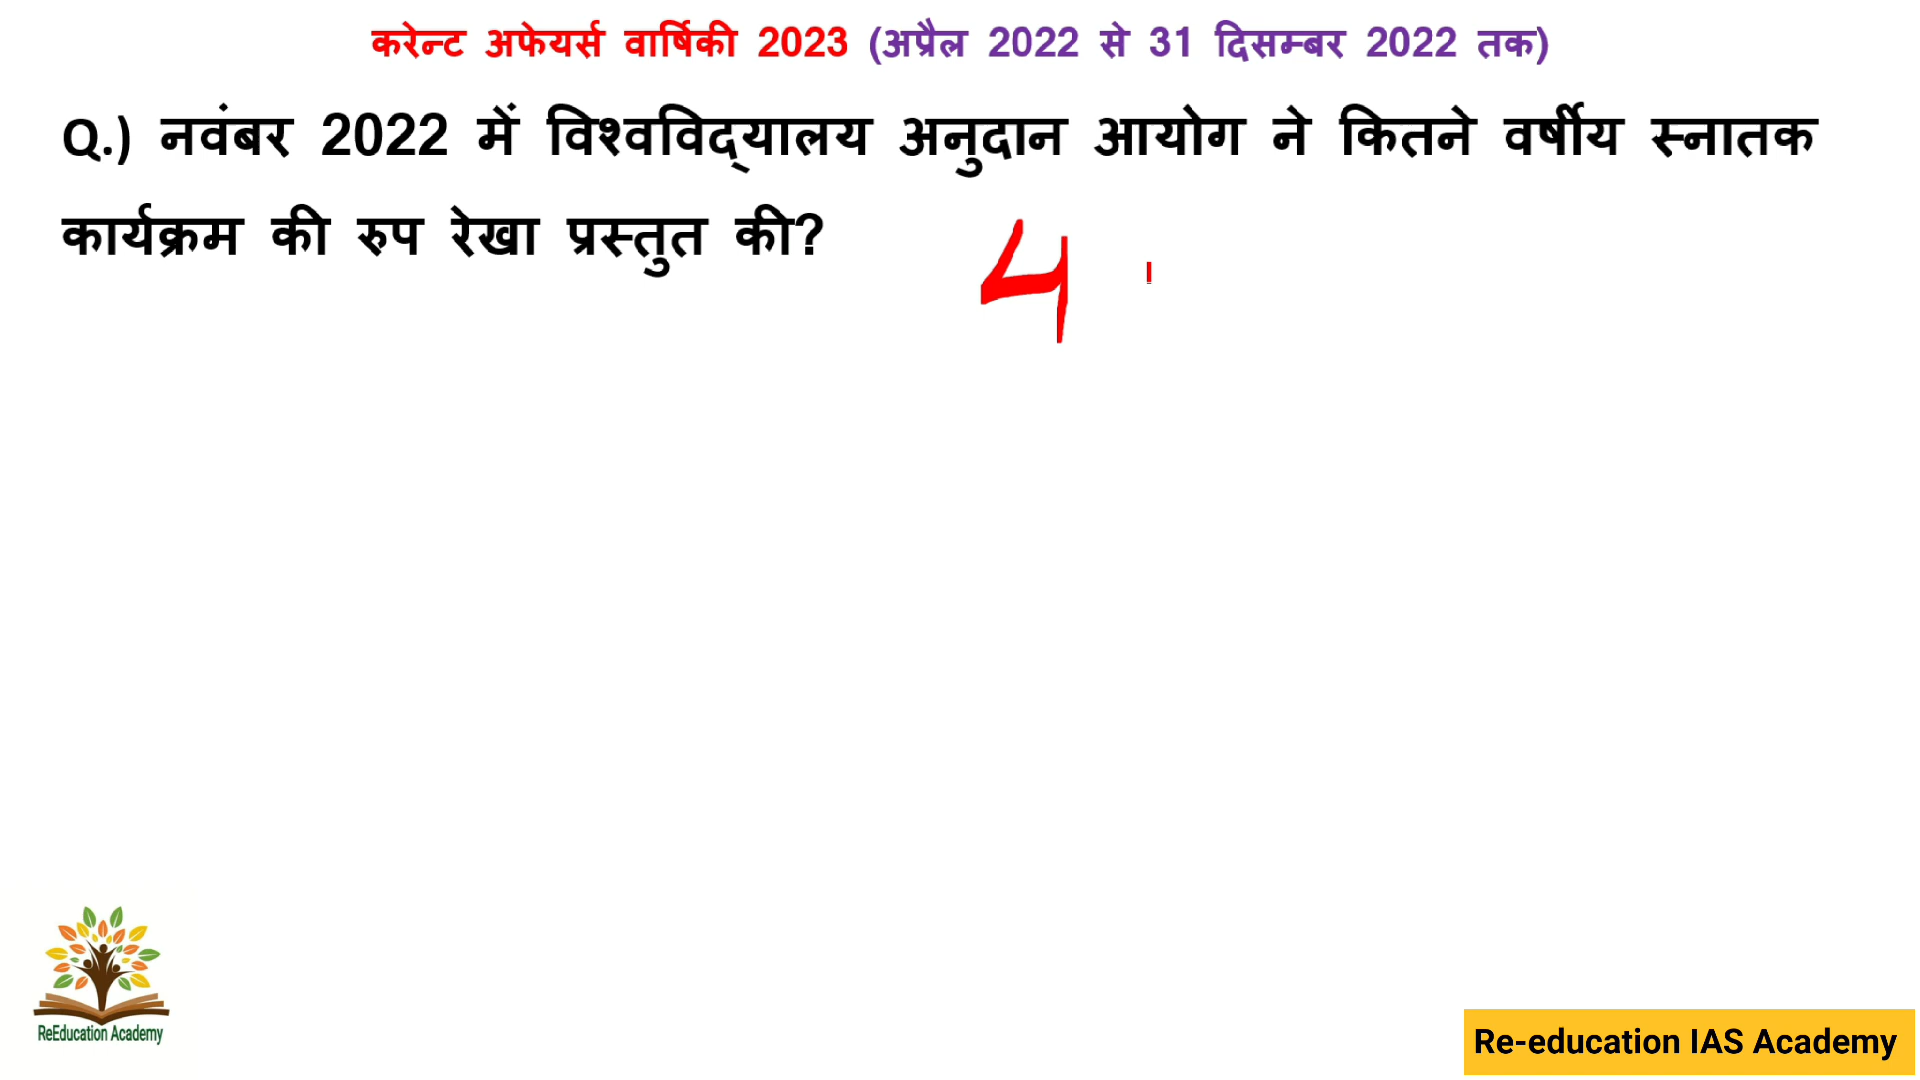 करेन्ट अफेयर्स वार्षिकी 2023 (अप्रैल 2022 से 31 दिसम्बर 2022 तक)
Q.) नवंबर 2022 में विश्वविद्यालय अनुदान आयोग ने कितने वर्षीय स्नातक
कार्यक्रम की रुप रेखा प्रस्तुत की?
4
ReEducation Academy
Re-education IAS Academy